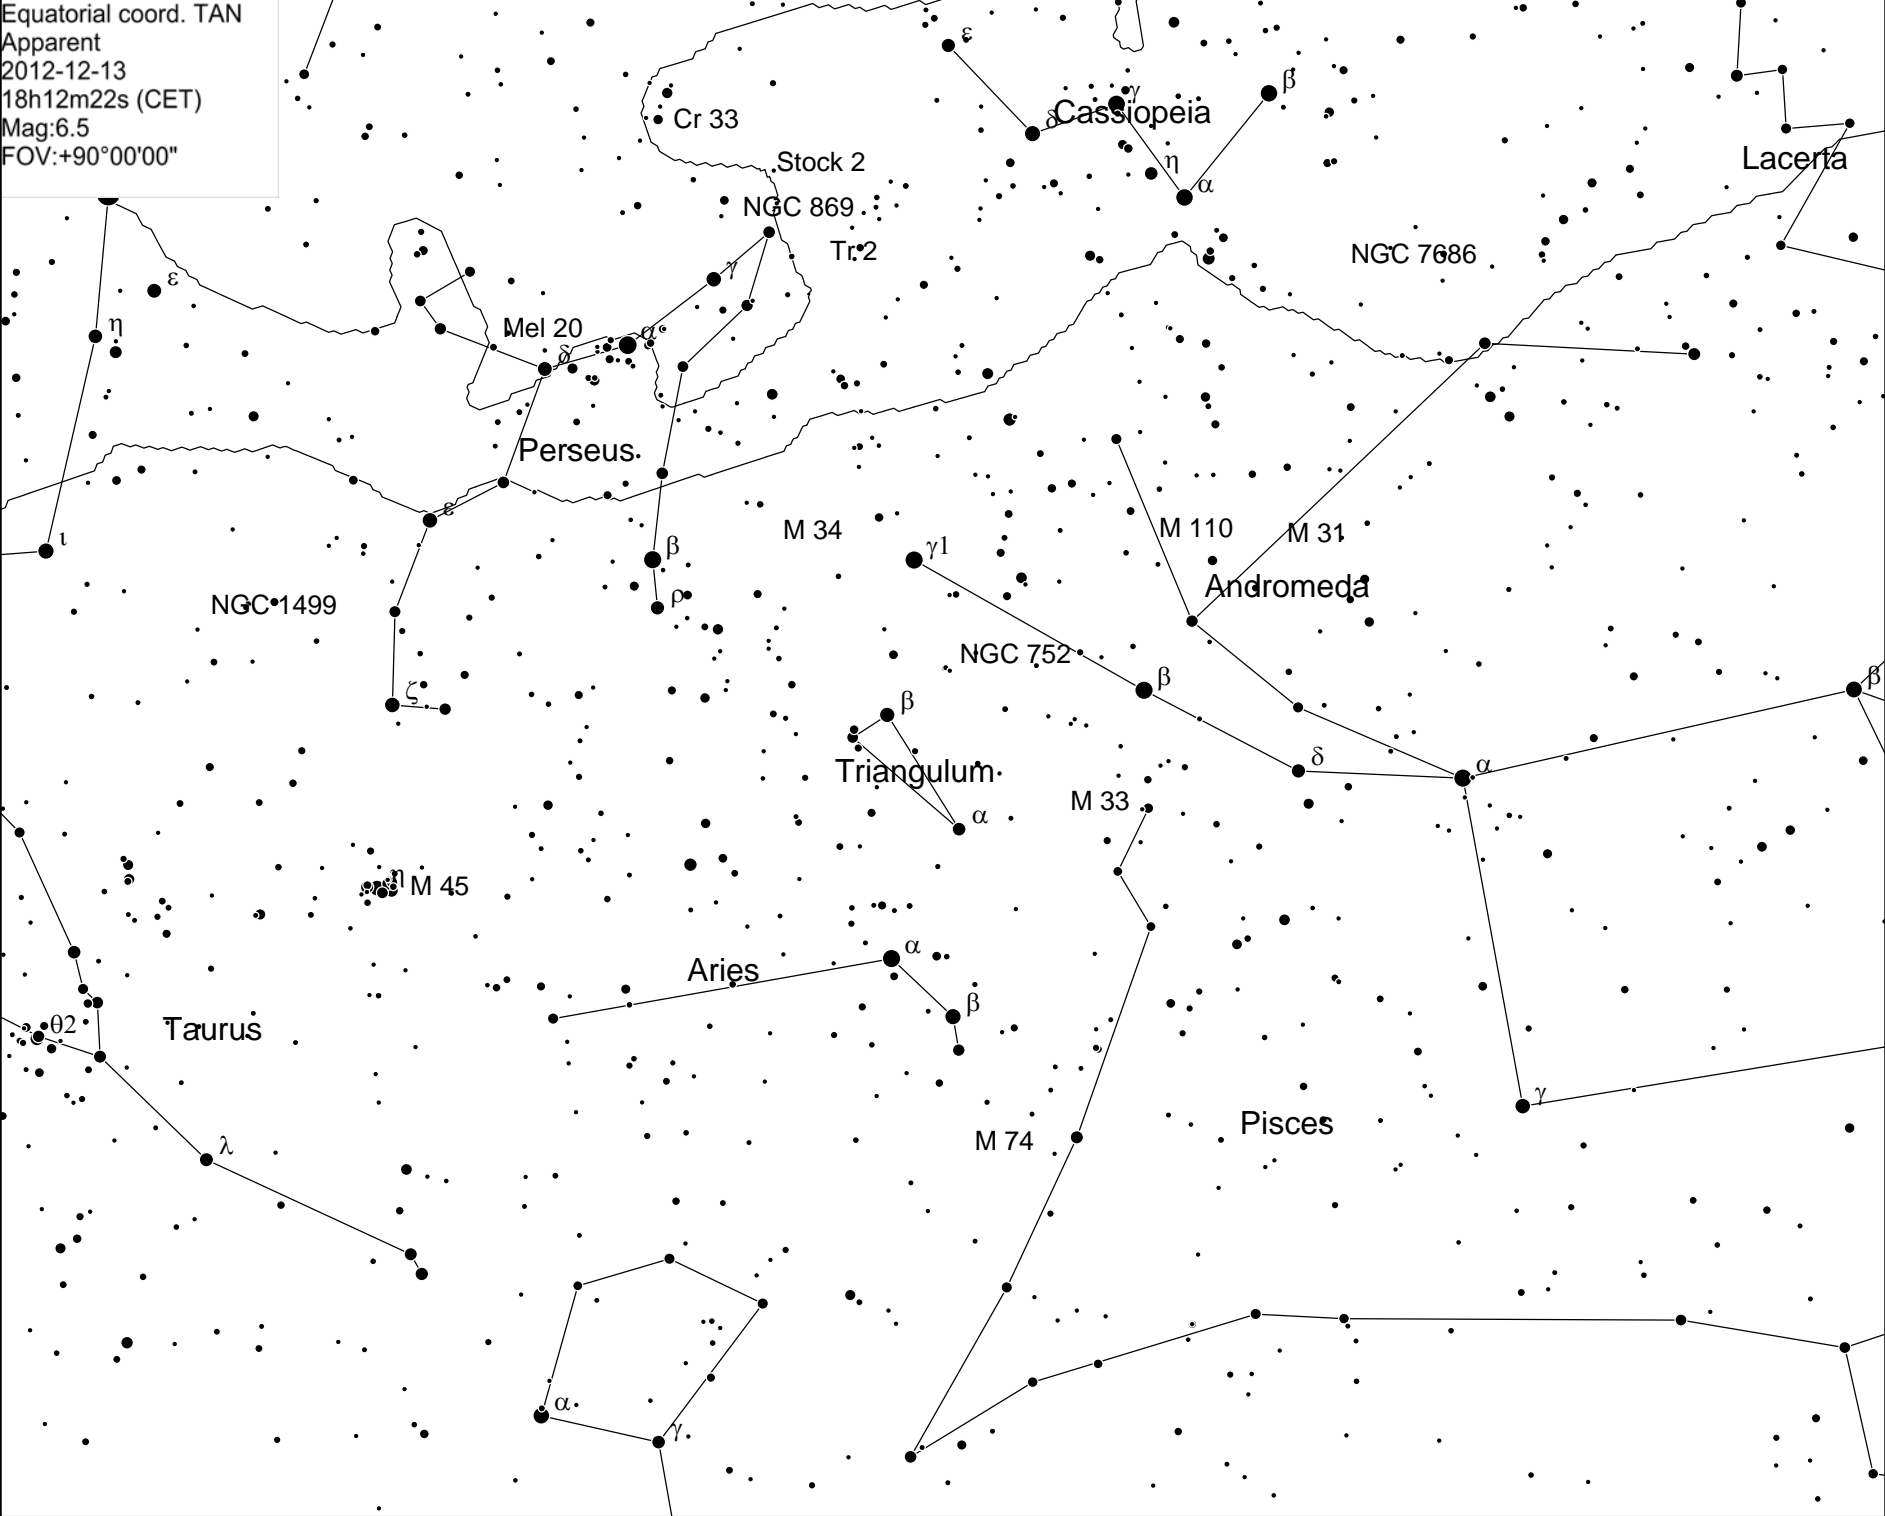 Equatorial coord. TAN
Apparent
2012-12-13
18h12m22s (CET)
Mag:6.5
FOV:+90°00'00"
ε
γ
β
Cassiopeia
δ
Cr 33
Stock 2
η
α
Lacerta
NGC 869
Tr 2
NGC 7686
ε
γ
η
Mel 20
α
δ
Perseus
ε
M 34
M 110
M 31
ι
β
γ1
Andromeda
ρ
NGC 1499
NGC 752
β
β
ζ
β
Triangulum
δ
α
M 33
α
η
M 45
α
Aries
β
θ2
Taurus
γ
Pisces
M 74
λ
α
γ